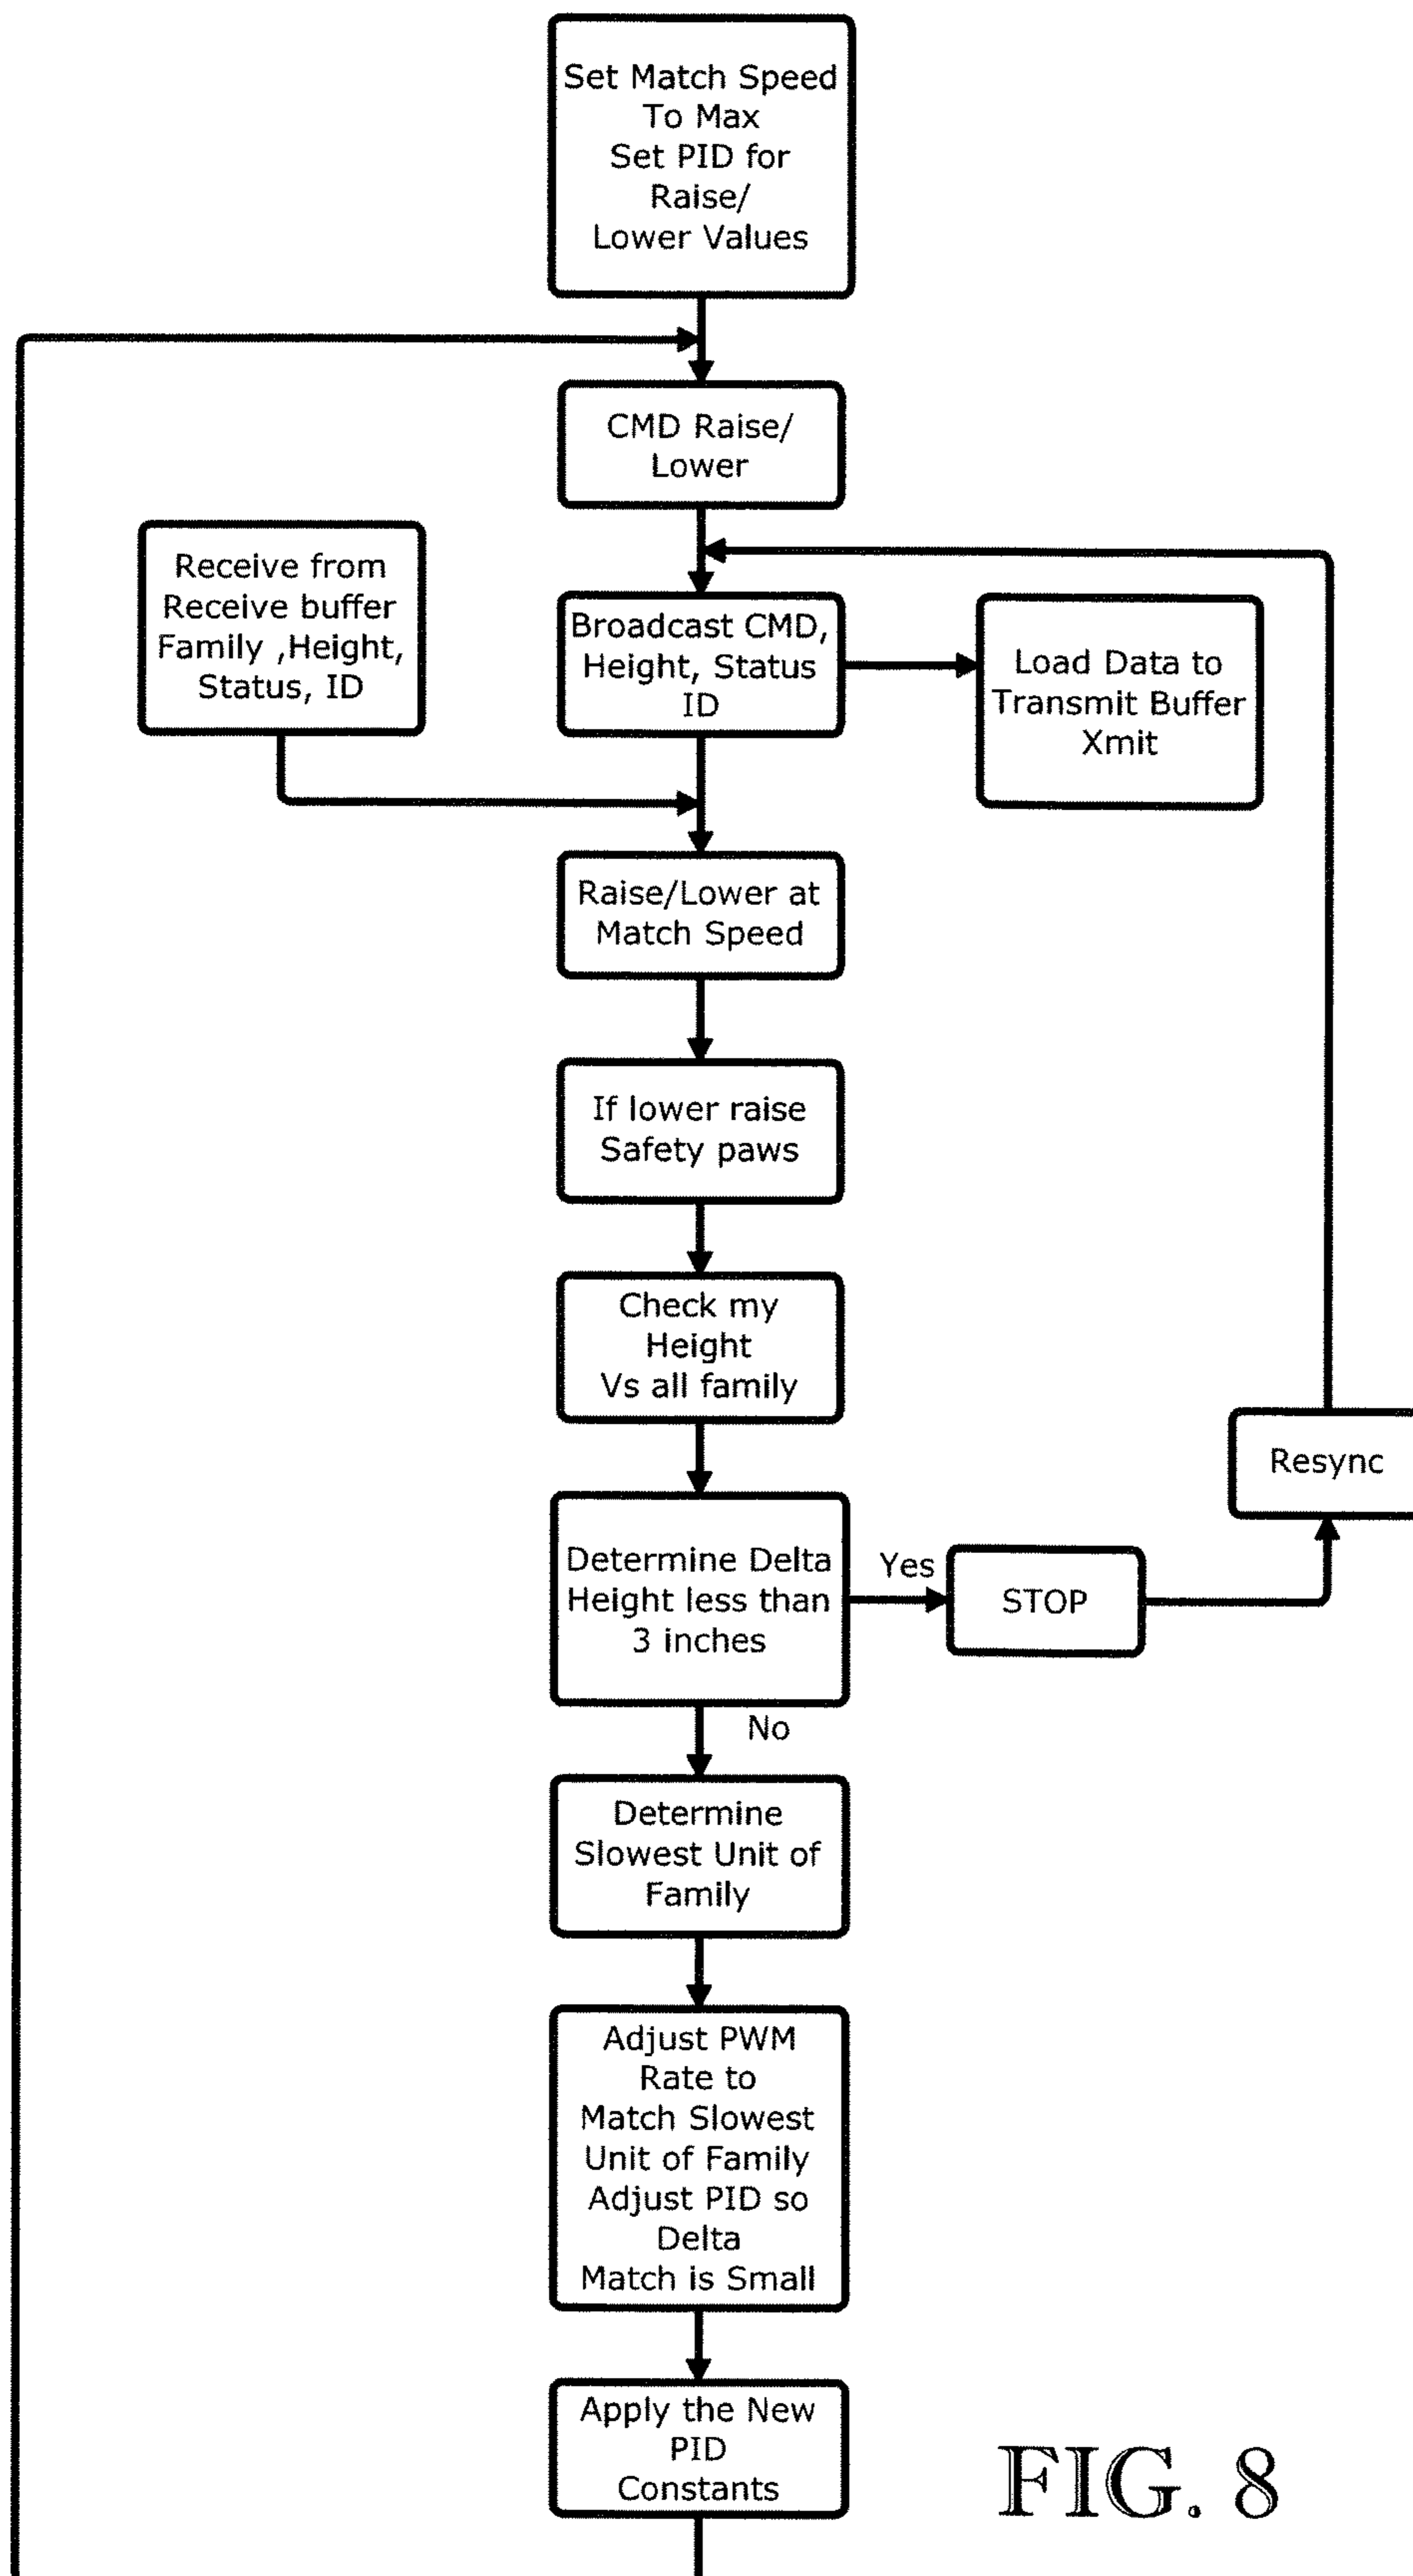 Set Match Speed
To Max
Set PID for
Raise/
Lower Values
CMD Raise/
Lower
Receive from
Receive buffer
Family ,Height,
Status, ID
Broadcast CMD,
Height, Status
ID
Load Data to
Transmit Buffer
Xmit
Raise/Lower at
Match Speed
If lower raise
Safety paws
Check my
Height
Vs all family
Resync
Determine Delta
Height less than
3 inches
Yes
STOP
No
Determine
Slowest Unit of
Family
Adjust PWM
Rate to
Match Slowest
Unit of Family
Adjust PID so
Delta
Match is Small
Apply the New
PID
Constants
FIG. 8